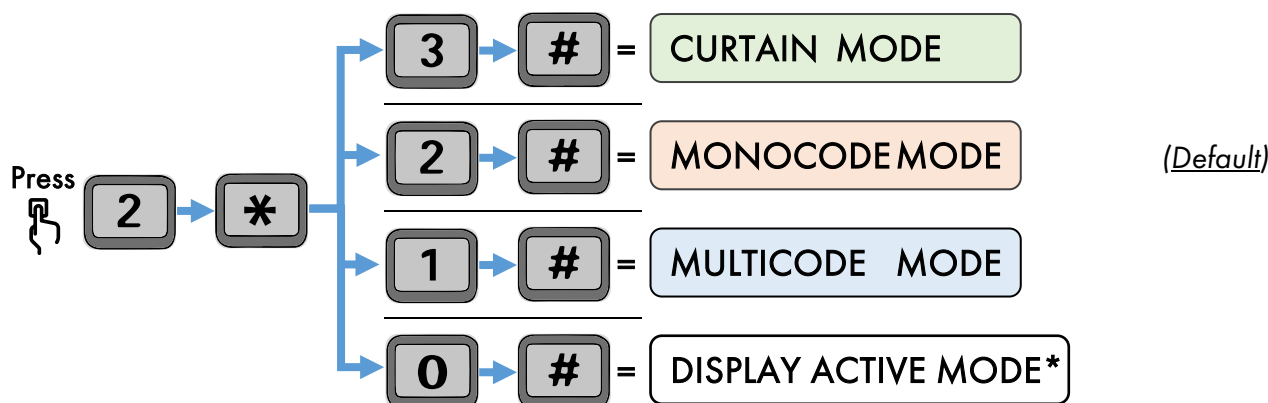 3 # = CURTAIN MODE
2 # = MONOCODE MODE (Default)
Press 2 *
1 # = MULTICODE MODE
0 # = DISPLAY ACTIVE MODE*